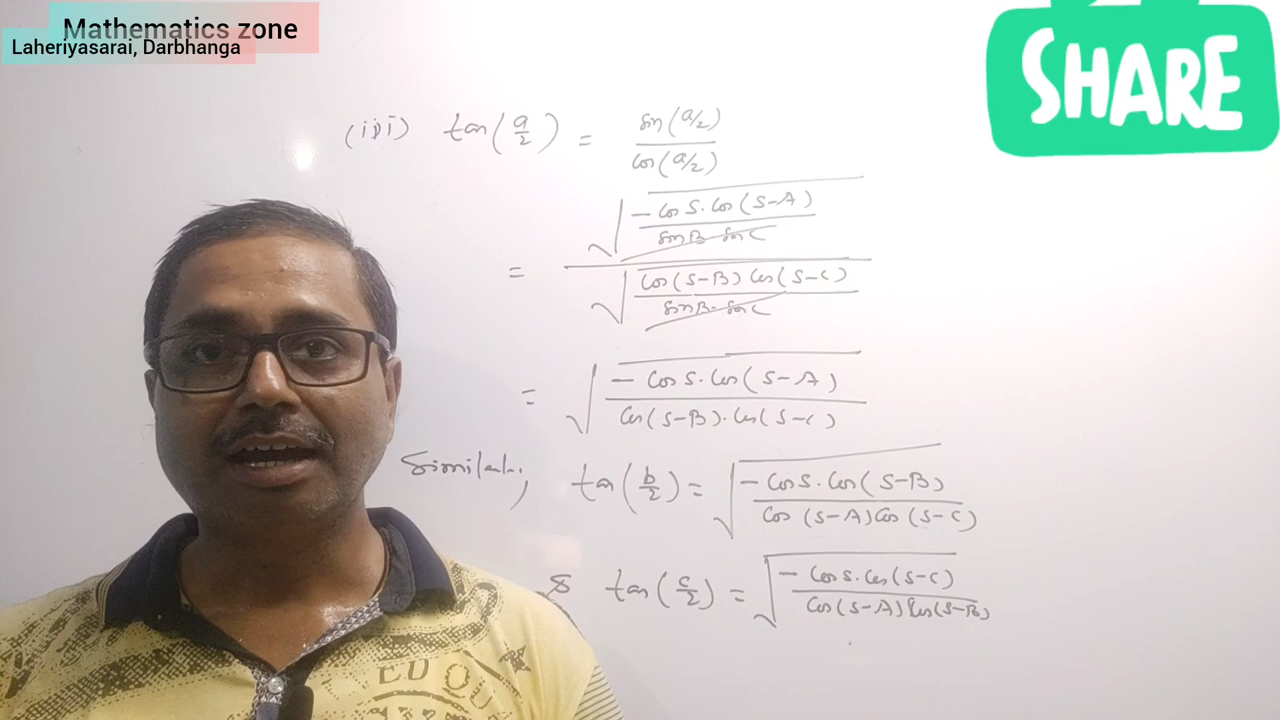 Mathematics zone
Laheriyasarai, Darbhanga
SHARE
(iii) tan(a/2) = sin(a/2) / cos(a/2)
= √(-cos S. cos(S-A) / sin B. sin C) / √(cos(S-B) cos(S-C) / sin B. sin C)
= √(-cos S. cos(S-A) / cos(S-B). cos(S-C))
Similarly, tan(b/2) = √(-cos S. cos(S-B) / cos(S-A) cos(S-C))
& tan(c/2) = √(-cos S. cos(S-C) / cos(S-A) cos(S-B))